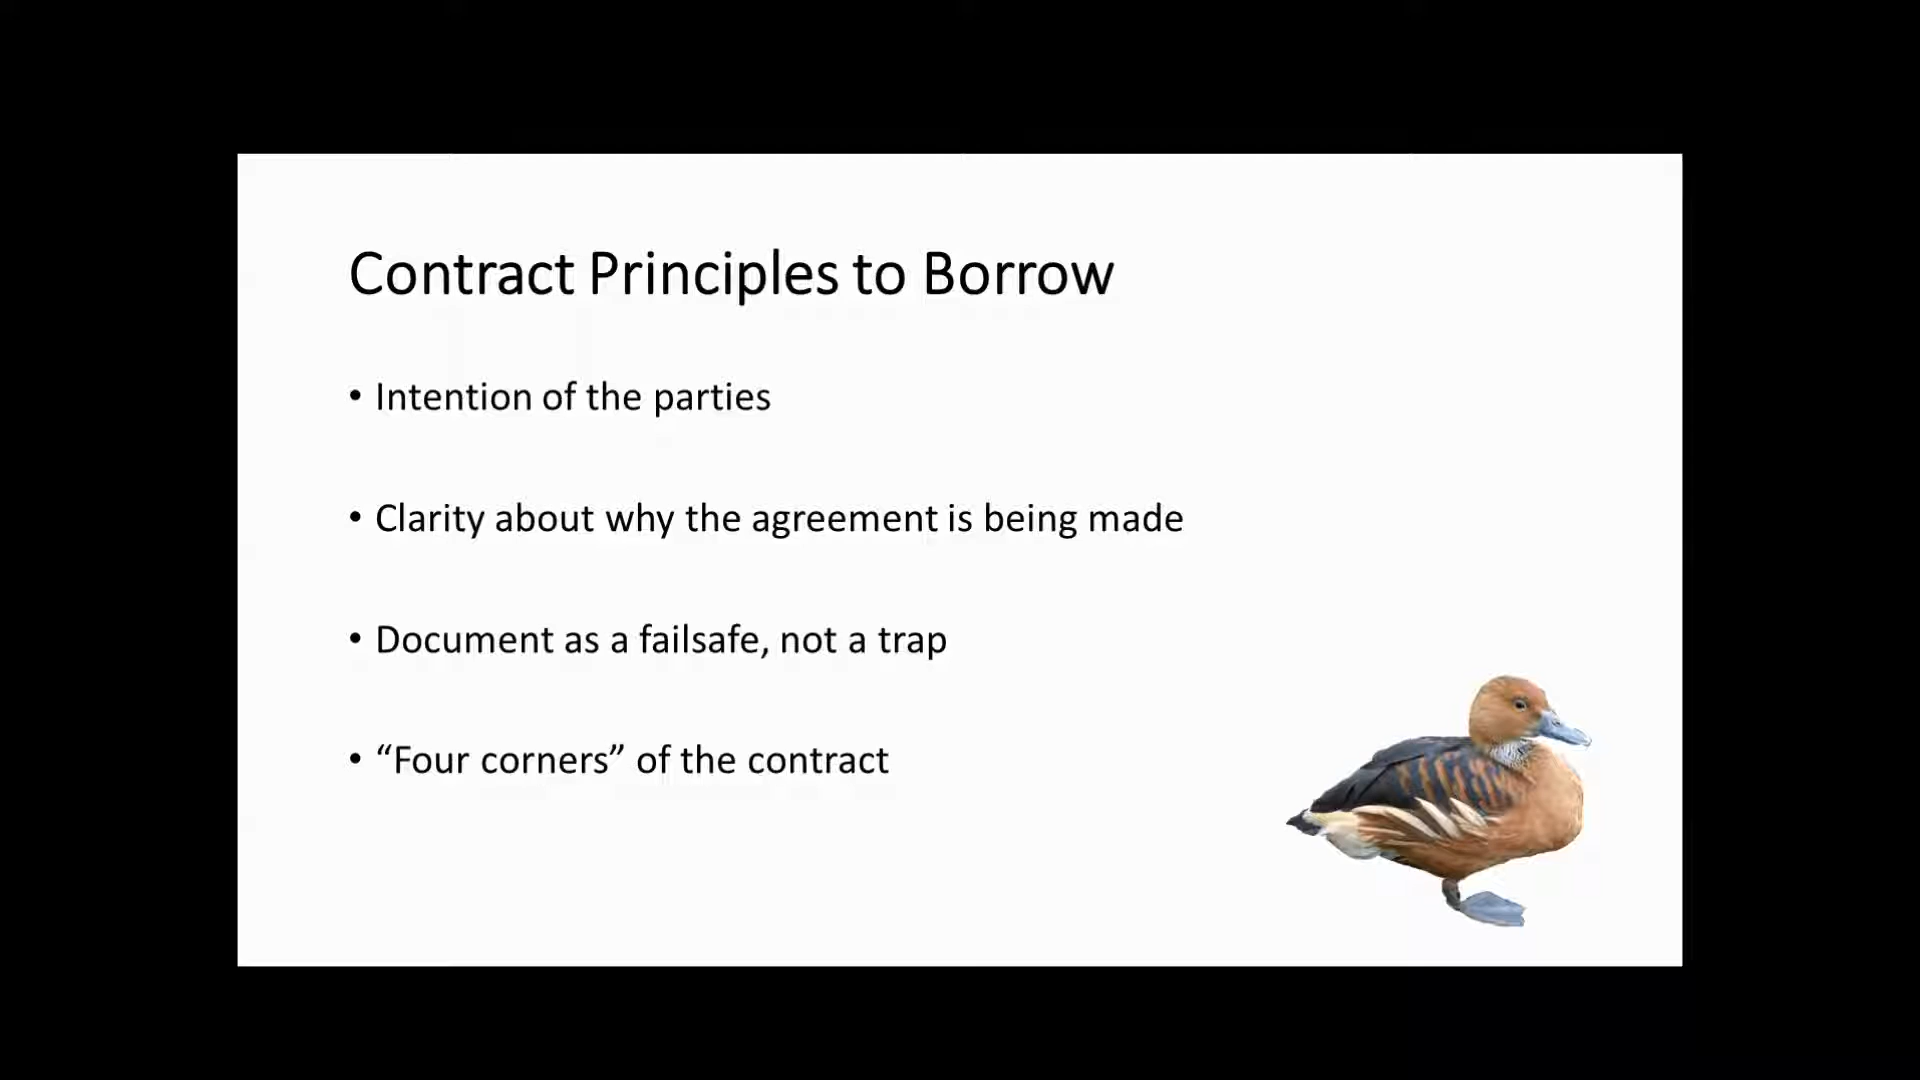 Contract Principles to Borrow
• Intention of the parties
• Clarity about why the agreement is being made
• Document as a failsafe, not a trap
• “Four corners” of the contract